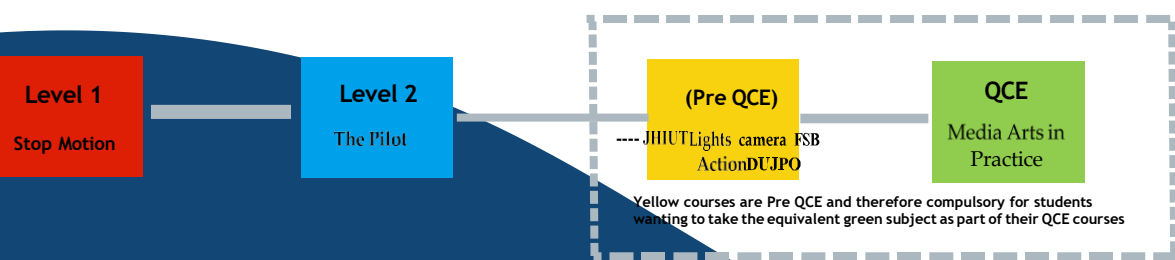 Level 1
Stop Motion
Level 2
The Pilot
(Pre QCE)
---- JHIUTLights camera FSB
ActionDUJPO
QCE
Media Arts in
Practice
Yellow courses are Pre QCE and therefore compulsory for students
wanting to take the equivalent green subject as part of their QCE courses